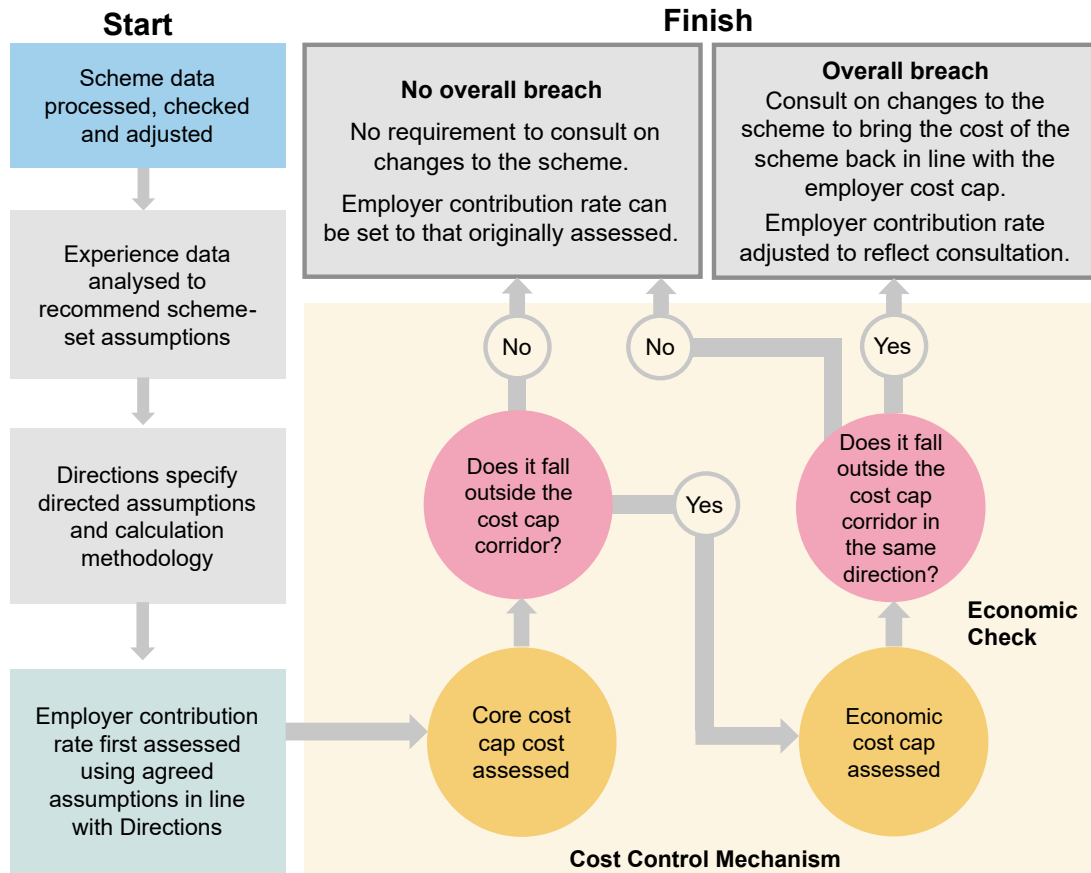 Start
Scheme data
processed, checked
and adjusted
Experience data
analysed to
recommend scheme-
set assumptions
Directions specify
directed assumptions
and calculation
methodology
Employer contribution
rate first assessed
using agreed
assumptions in line
with Directions
Finish
No overall breach
No requirement to consult on
changes to the scheme.
Employer contribution rate can
be set to that originally assessed.
Overall breach
Consult on changes to the
scheme to bring the cost of the
scheme back in line with the
employer cost cap.
Employer contribution rate
adjusted to reflect consultation.
No
No
Yes
Does it fall
outside the
cost cap
corridor?
Yes
Does it fall
outside the
cost cap
corridor in
the same
direction?
Economic
Check
Core cost
cap cost
assessed
Economic
cost cap
assessed
Cost Control Mechanism